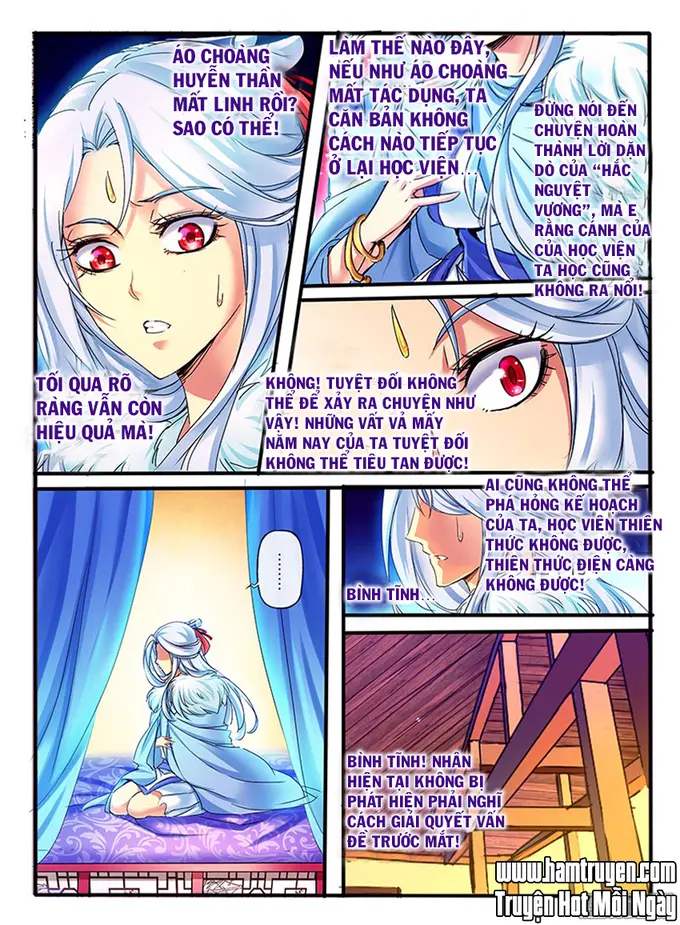 ÁO CHOÀNG
HUYỄN THẦN
MẤT LINH RỒI?
SAO CÓ THỂ!
LÀM THẾ NÀO ĐÂY,
NẾU NHƯ ÁO CHOÀNG
MẤT TÁC DỤNG, TA
CĂN BẢN KHÔNG
CÁCH NÀO TIẾP TỤC
Ở LẠI HỌC VIỆN...
ĐỪNG NÓI ĐẾN
CHUYỆN HOÀN
THÀNH LỜI DẶN
DÒ CỦA "HẮC
NGUYỆT
VƯƠNG", MÀ E
RẰNG CÁNH CỦA
CỦA HỌC VIỆN
TA HỌC CŨNG
KHÔNG RA NỔI!
TỐI QUA RÕ
RÀNG VẪN CÒN
HIỆU QUẢ MÀ!
KHÔNG! TUYỆT ĐỐI KHÔNG
THỂ ĐỂ XẢY RA CHUYỆN NHƯ
VẬY! NHỮNG VẤT VẢ MẤY
NĂM NAY CỦA TA TUYỆT ĐỐI
KHÔNG THỂ TIÊU TAN ĐƯỢC!
AI CŨNG KHÔNG THỂ
PHÁ HỎNG KẾ HOẠCH
CỦA TA, HỌC VIÊN THIÊN
THỨC KHÔNG ĐƯỢC,
THIÊN THỨC ĐIỆN CÀNG
KHÔNG ĐƯỢC!
BÌNH TĨNH...
......
BÌNH TĨNH! NHÂN
HIỆN TẠI KHÔNG BỊ
PHÁT HIỆN PHẢI NGHĨ
CÁCH GIẢI QUYẾT VẤN
ĐỀ TRƯỚC MẮT!
www.hamtruyen.com
Truyện Hot Mỗi Ngày